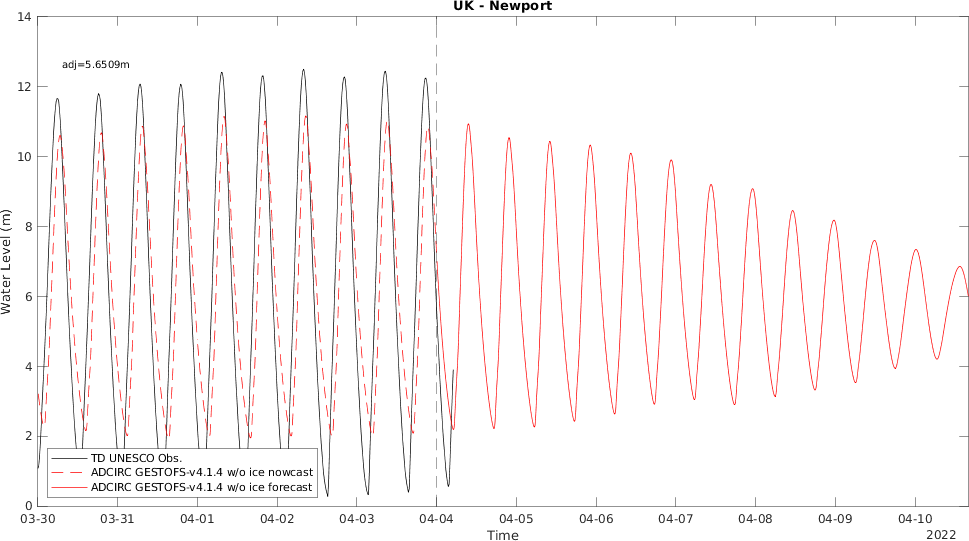 UK - Newport
14
adj=5.6509m
12
10
8
6
4
2
0
Water Level (m)
TD UNESCO Obs.
ADCIRC GESTOFS-v4.1.4 w/o ice nowcast
ADCIRC GESTOFS-v4.1.4 w/o ice forecast
03-30 03-31 04-01 04-02 04-03 04-04 04-05 04-06 04-07 04-08 04-09 04-10
Time
2022